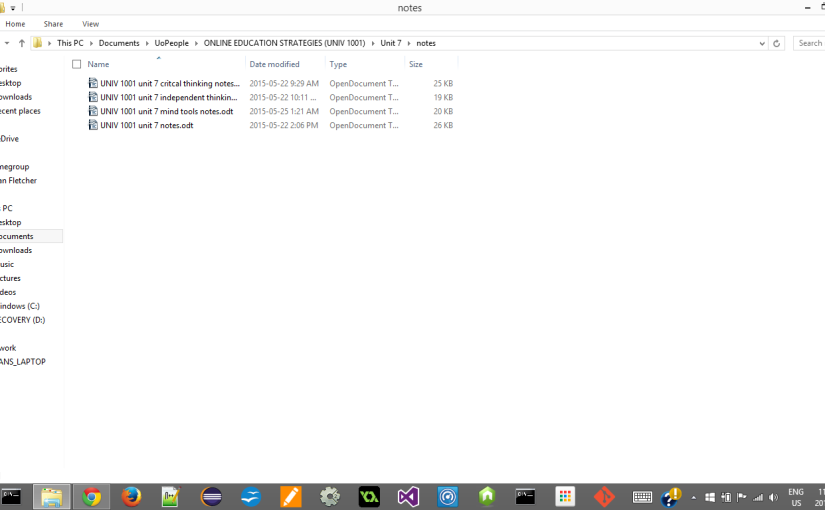 notes
Home Share View
This PC Documents UoPeople ONLINE EDUCATION STRATEGIES (UNIV 1001) Unit 7 notes Search
Name Date modified Type Size
UNIV 1001 unit 7 critcal thinking notes... 2015-05-22 9:29 AM OpenDocument T... 25 KB
UNIV 1001 unit 7 independent thinkin... 2015-05-22 10:11 ... OpenDocument T... 19 KB
UNIV 1001 unit 7 mind tools notes.odt 2015-05-25 1:21 AM OpenDocument T... 20 KB
UNIV 1001 unit 7 notes.odt 2015-05-22 2:06 PM OpenDocument T... 26 KB
orites
esktop
ownloads
ecent places
Drive
megroup
an Fletcher
PC
esktop
ocuments
ownloads
usic
ctures
deos
indows (C:)
ECOVERY (D:)
work
ANS_LAPTOP
ENG 11
US 201